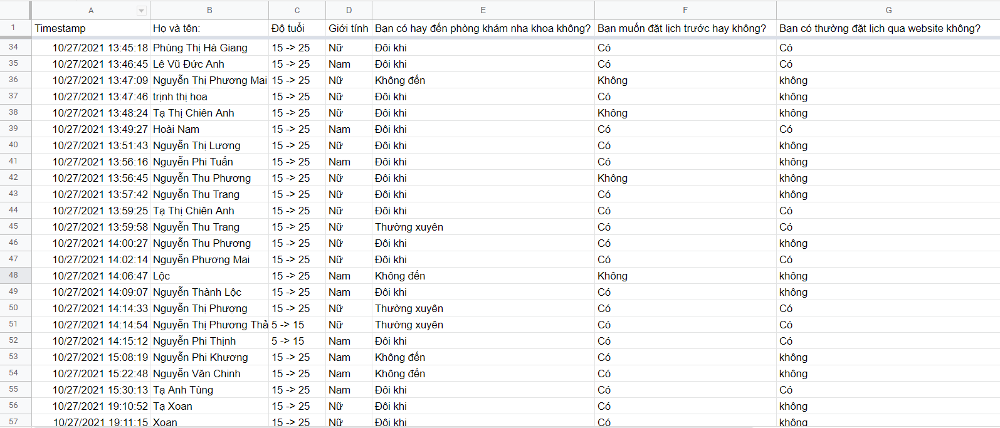 A B C D E F G
1 Timestamp Họ và tên: Độ tuổi Giới tính Bạn có hay đến phòng khám nha khoa không? Bạn muốn đặt lịch trước hay không? Bạn có thường đặt lịch qua website không?
34 10/27/2021 13:45:18 Phùng Thị Hà Giang 15 -> 25 Nữ Đôi khi Có Có
35 10/27/2021 13:46:45 Lê Vũ Đức Anh 15 -> 25 Nam Đôi khi Có Có
36 10/27/2021 13:47:09 Nguyễn Thị Phương Mai 15 -> 25 Nữ Không đến Không không
37 10/27/2021 13:47:46 trịnh thị hoa 15 -> 25 Nữ Đôi khi Có không
38 10/27/2021 13:48:24 Tạ Thị Chiên Anh 15 -> 25 Nữ Đôi khi Không không
39 10/27/2021 13:49:27 Hoài Nam 15 -> 25 Nam Đôi khi Có Có
40 10/27/2021 13:51:43 Nguyễn Thị Lương 15 -> 25 Nữ Đôi khi Có không
41 10/27/2021 13:56:16 Nguyễn Phi Tuấn 15 -> 25 Nam Đôi khi Có không
42 10/27/2021 13:56:45 Nguyễn Thu Phương 15 -> 25 Nữ Đôi khi Không không
43 10/27/2021 13:57:42 Nguyễn Thu Trang 15 -> 25 Nữ Đôi khi Có không
44 10/27/2021 13:59:25 Tạ Thị Chiên Anh 15 -> 25 Nữ Đôi khi Có Có
45 10/27/2021 13:59:58 Nguyễn Thu Trang 15 -> 25 Nữ Thường xuyên Có Có
46 10/27/2021 14:00:27 Nguyễn Thu Phương 15 -> 25 Nữ Đôi khi Có không
47 10/27/2021 14:02:14 Nguyễn Phương Mai 15 -> 25 Nữ Đôi khi Có Có
48 10/27/2021 14:06:47 Lộc 15 -> 25 Nam Không đến Không không
49 10/27/2021 14:09:07 Nguyễn Thành Lộc 15 -> 25 Nam Đôi khi Có không
50 10/27/2021 14:14:33 Nguyễn Thị Phượng 15 -> 25 Nữ Thường xuyên Có Có
51 10/27/2021 14:14:54 Nguyễn Thị Phương Thả 5 -> 15 Nữ Thường xuyên Có Có
52 10/27/2021 14:15:12 Nguyễn Phi Thịnh 5 -> 15 Nam Đôi khi Có Có
53 10/27/2021 15:08:19 Nguyễn Phi Khương 15 -> 25 Nam Không đến Có không
54 10/27/2021 15:22:48 Nguyễn Văn Chinh 15 -> 25 Nam Không đến Có không
55 10/27/2021 15:30:13 Tạ Anh Tùng 15 -> 25 Nam Đôi khi Có Có
56 10/27/2021 19:10:52 Tạ Xoan 15 -> 25 Nữ Đôi khi Có không
57 10/27/2021 19:11:15 Xoan 15 -> 25 Nữ Đôi khi Có không